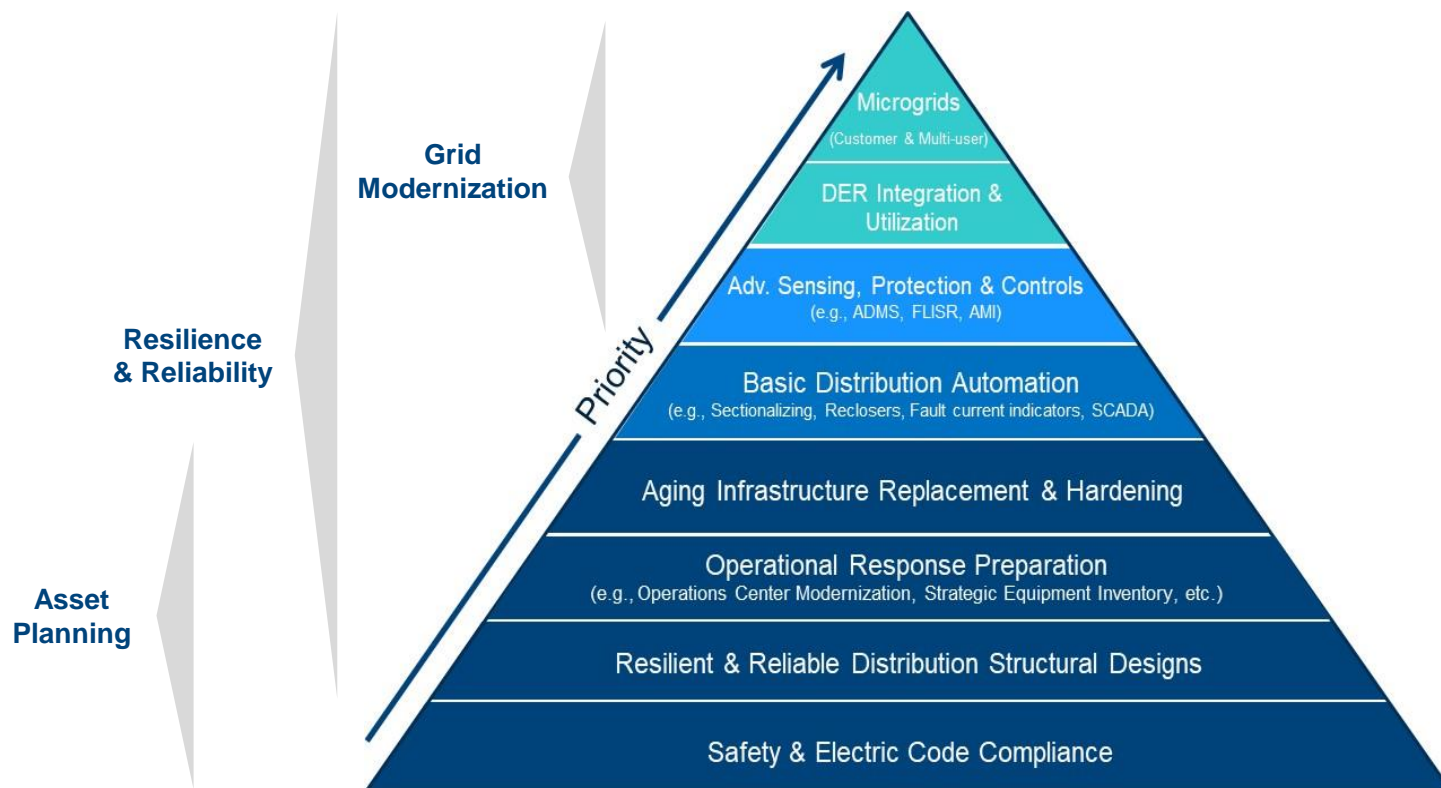 Grid
Modernization
Resilience
& Reliability
Asset
Planning
Priority
Microgrids
(Customer & Multi-user)
DER Integration &
Utilization
Adv. Sensing, Protection & Controls
(e.g., ADMS, FLISR, AMI)
Basic Distribution Automation
(e.g., Sectionalizing, Reclosers, Fault current indicators, SCADA)
Aging Infrastructure Replacement & Hardening
Operational Response Preparation
(e.g., Operations Center Modernization, Strategic Equipment Inventory, etc.)
Resilient & Reliable Distribution Structural Designs
Safety & Electric Code Compliance